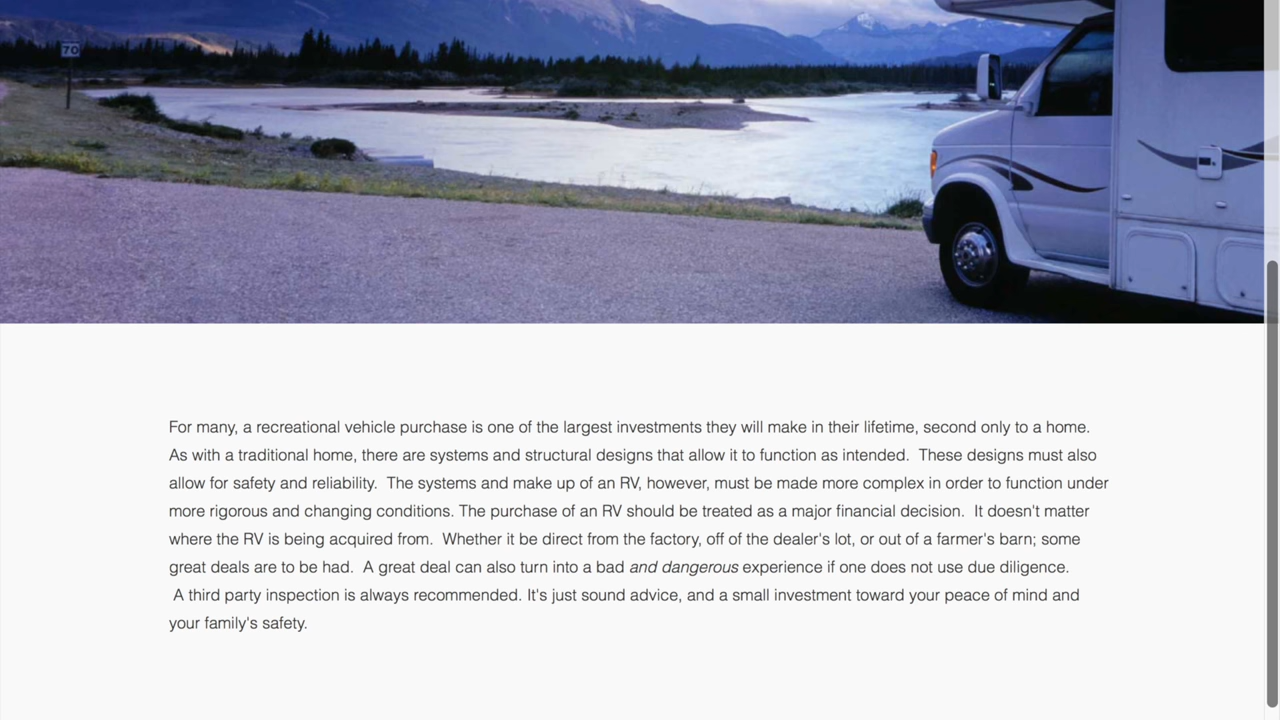 70
For many, a recreational vehicle purchase is one of the largest investments they will make in their lifetime, second only to a home.
As with a traditional home, there are systems and structural designs that allow it to function as intended.  These designs must also
allow for safety and reliability.  The systems and make up of an RV, however, must be made more complex in order to function under
more rigorous and changing conditions. The purchase of an RV should be treated as a major financial decision.  It doesn't matter
where the RV is being acquired from.  Whether it be direct from the factory, off of the dealer's lot, or out of a farmer's barn; some
great deals are to be had.  A great deal can also turn into a bad and dangerous experience if one does not use due diligence.
A third party inspection is always recommended. It's just sound advice, and a small investment toward your peace of mind and
your family's safety.